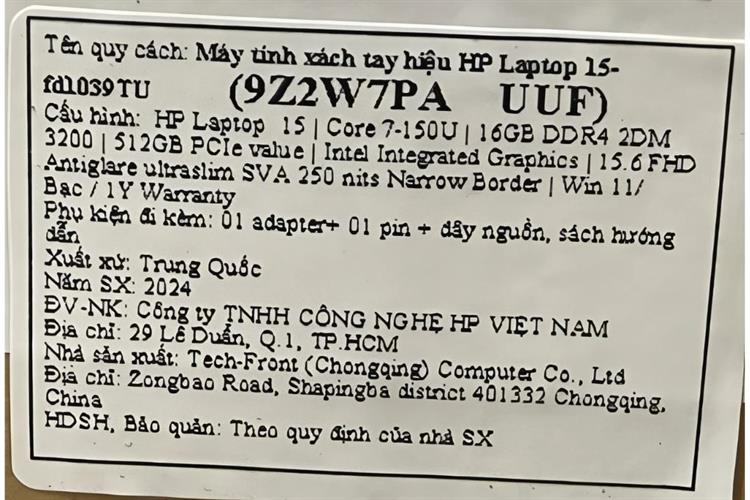 Tên quy cách: Máy tính xách tay hiệu HP Laptop 15-
fd1039TU (9Z2W7PA UUF)
Cấu hình: HP Laptop 15 | Core 7-150U | 16GB DDR4 2DM
3200 | 512GB PCIe value | Intel Integrated Graphics | 15.6 FHD
Antiglare ultraslim SVA 250 nits Narrow Border | Win 11/
Bạc / 1Y Warranty
Phụ kiện đi kèm: 01 adapter+ 01 pin + dây nguồn, sách hướng
dẫn
Xuất xứ: Trung Quốc
Năm SX: 2024
ĐV-NK: Công ty TNHH CÔNG NGHỆ HP VIỆT NAM
Địa chỉ: 29 Lê Duẩn, Q.1, TP.HCM
Nhà sản xuất: Tech-Front (Chongqing) Computer Co., Ltd
Địa chỉ: Zongbao Road, Shapingba district 401332 Chongqing,
China
HDSH, Bảo quản: Theo quy định của nhà SX